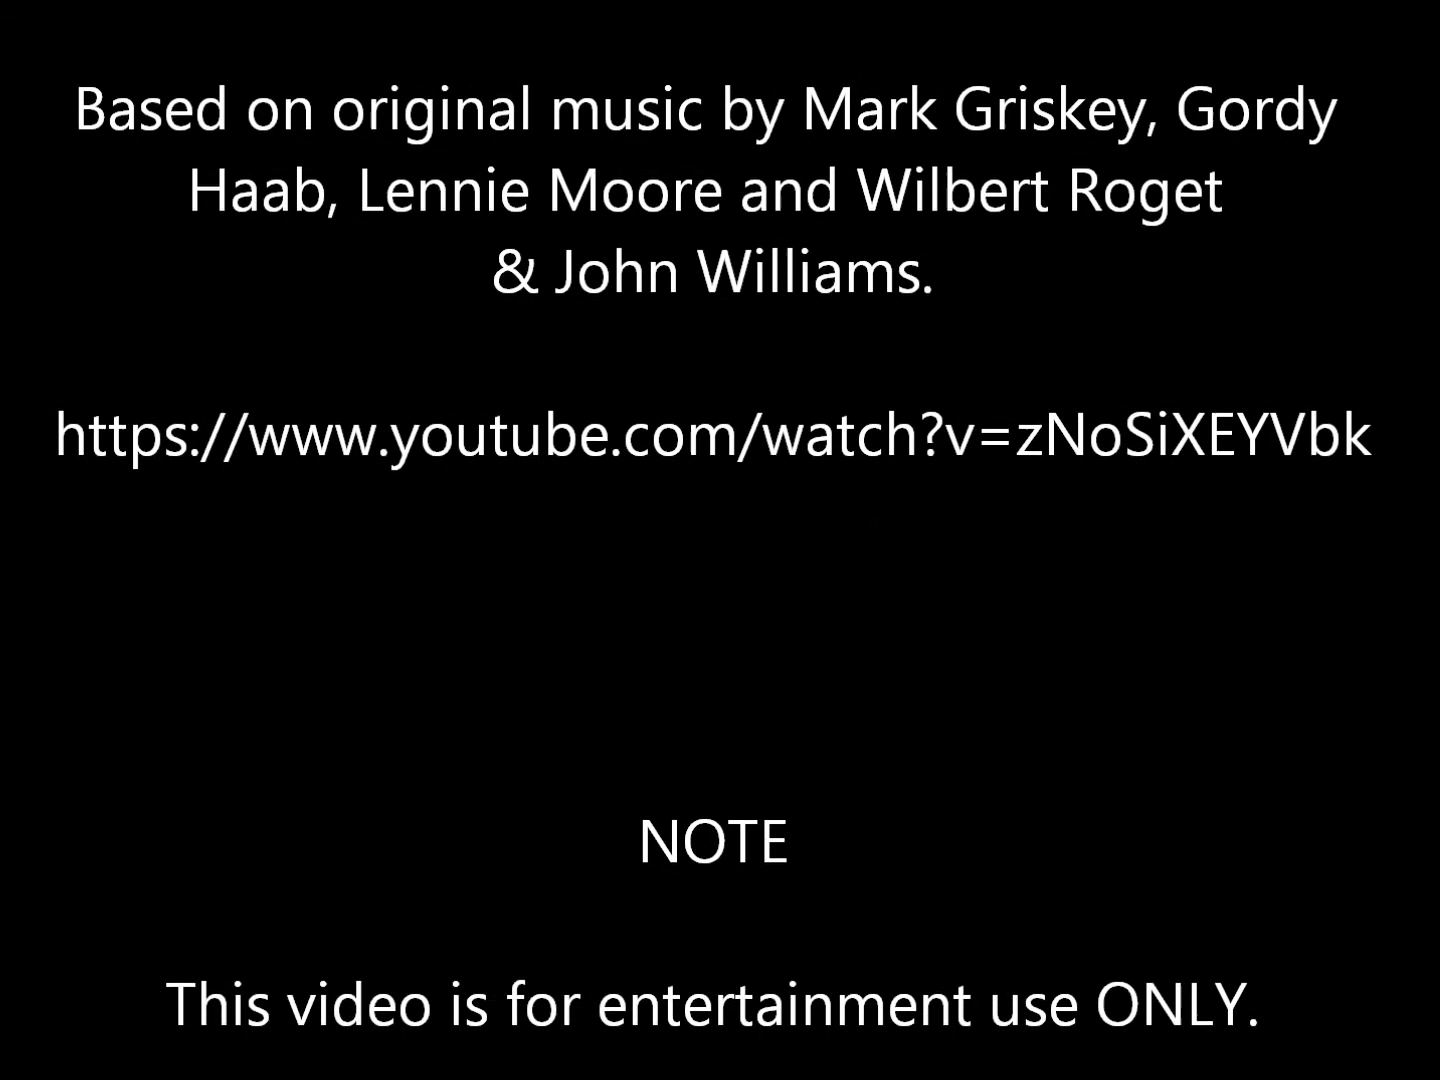 Based on original music by Mark Griskey, Gordy
Haab, Lennie Moore and Wilbert Roget
& John Williams.
https://www.youtube.com/watch?v=zNoSiXEYVbk
NOTE
This video is for entertainment use ONLY.